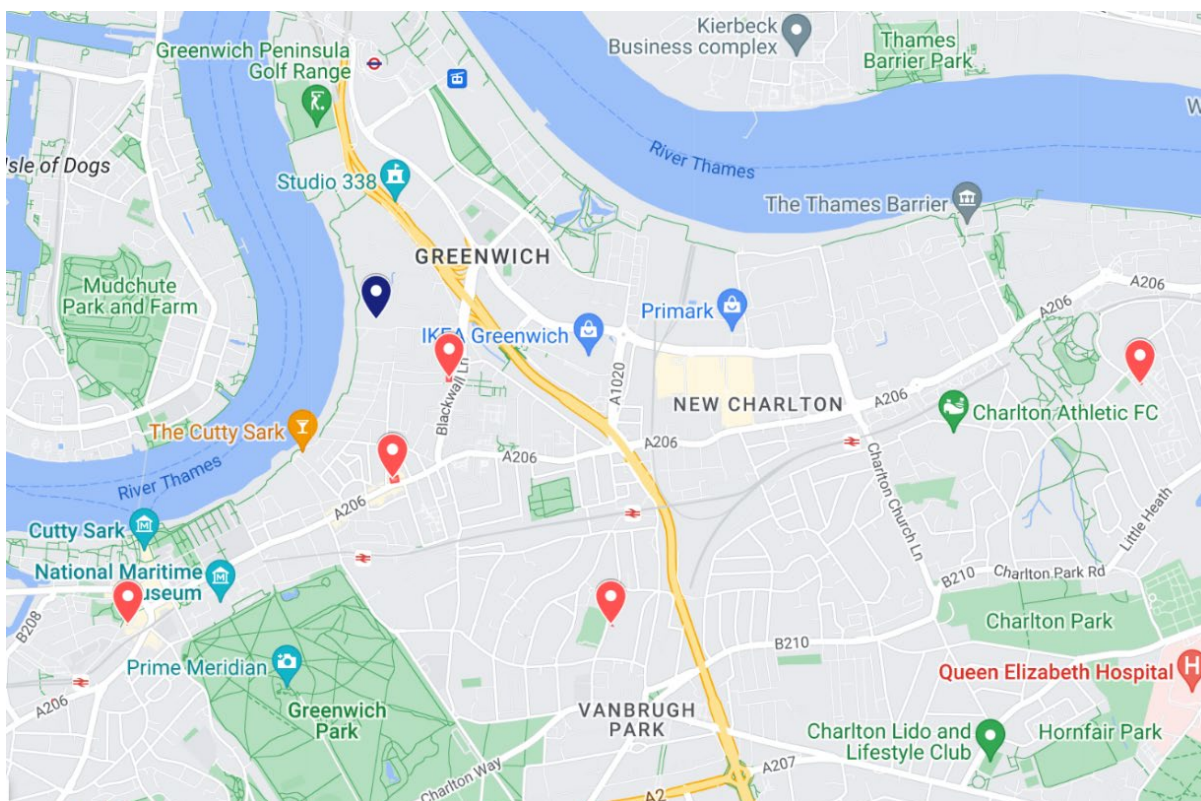 Kierbeck
Business complex
Thames
Barrier Park
Greenwich Peninsula
Golf Range
W
River Thames
Isle of Dogs
Studio 338
The Thames Barrier
GREENWICH
Mudchute
Park and Farm
A206
A206
Primark
IKEA Greenwich
A1020
Blackwall Ln
A206
NEW CHARLTON
Charlton Athletic FC
The Cutty Sark
A206
A206
River Thames
A206
Charlton Church Ln
Little Heath
Cutty Sark
National Maritime
useum
B210
Charlton Park Rd
B208
Charlton Park
B210
Prime Meridian
Queen Elizabeth Hospital
H
A206
Greenwich
Park
VANBRUGH
PARK
Charlton Lido and
Lifestyle Club
Hornfair Park
Charlton Way
A207
A2